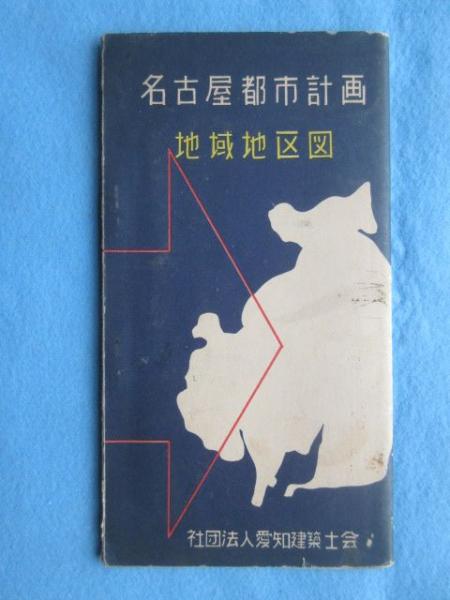 名古屋都市計画
地域地区図
社団法人愛知建築士会